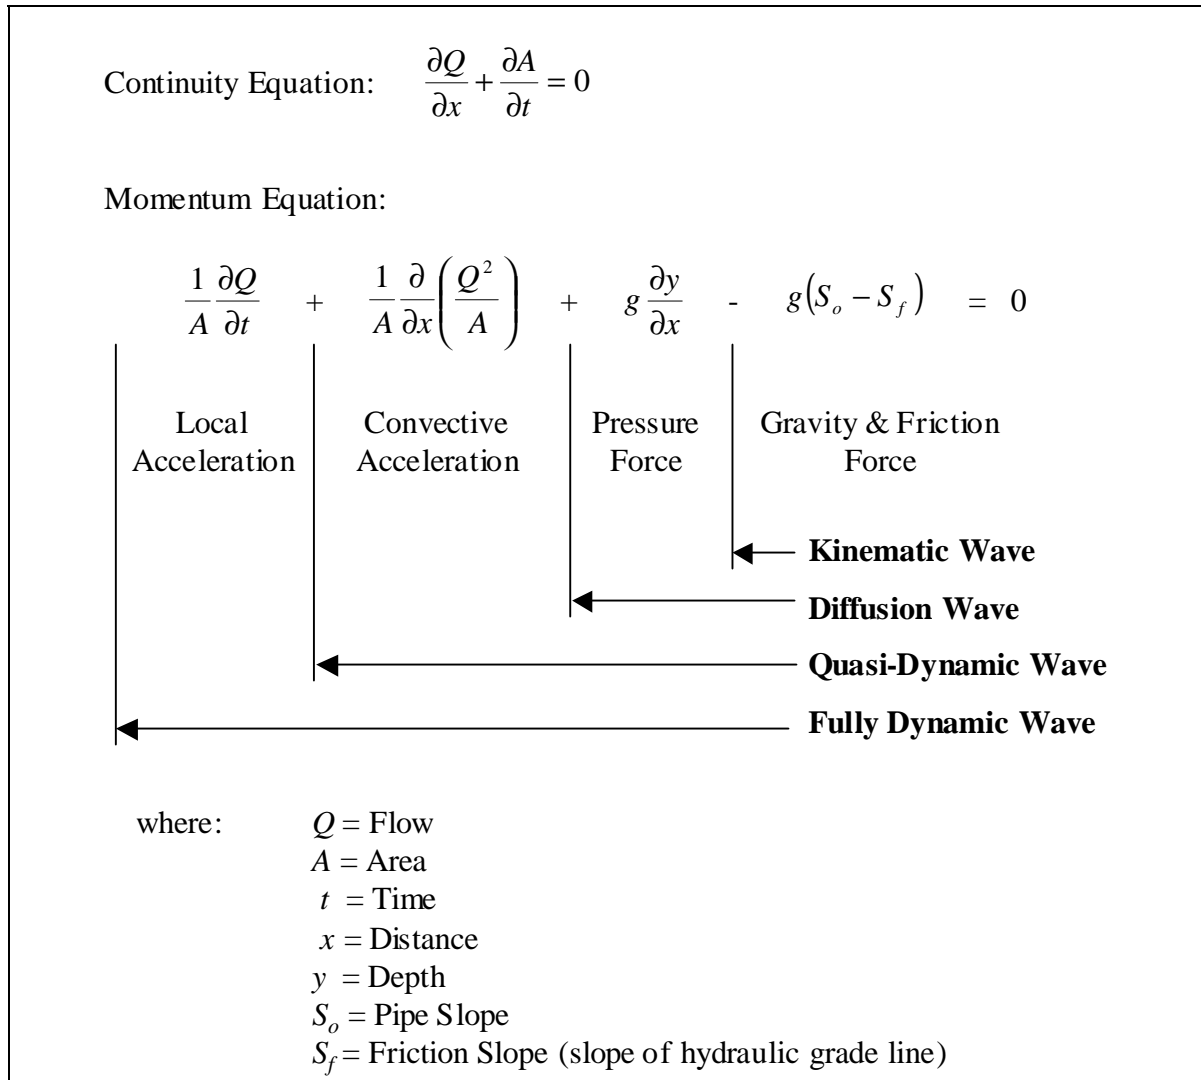 Continuity Equation: ∂Q/∂x + ∂A/∂t = 0
Momentum Equation:
1/A ∂Q/∂t + 1/A ∂/∂x (Q²/A) + g ∂y/∂x - g(Sₒ − S_f) = 0
Local Convective Pressure Gravity & Friction
Acceleration Acceleration Force Force
Kinematic Wave
Diffusion Wave
Quasi-Dynamic Wave
Fully Dynamic Wave
where: Q = Flow
A = Area
t = Time
x = Distance
y = Depth
Sₒ = Pipe Slope
S_f = Friction Slope (slope of hydraulic grade line)